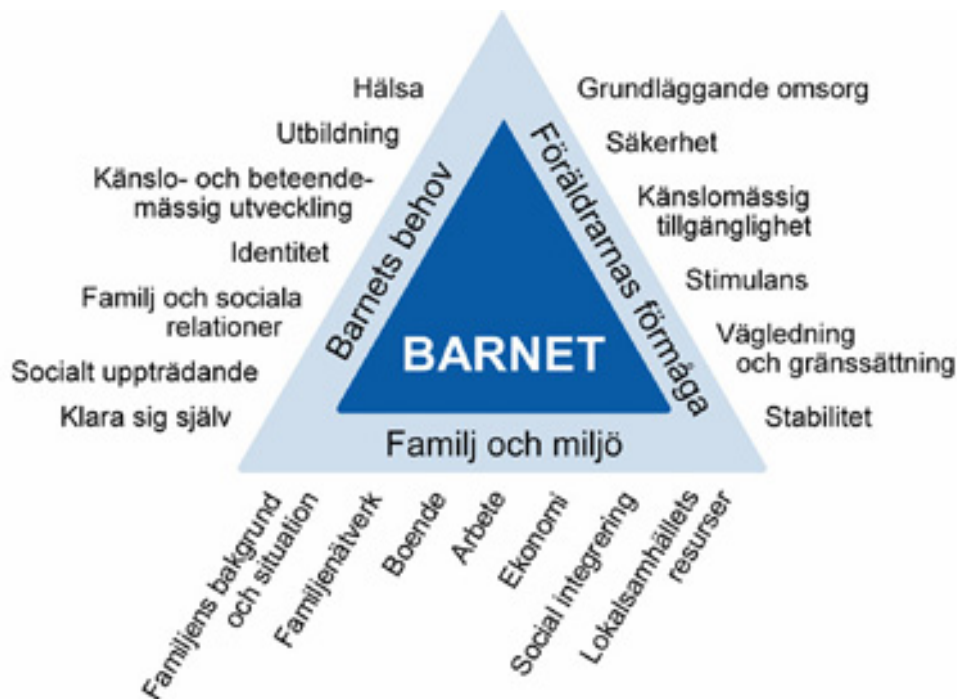 Hälsa
Utbildning
Känslo- och beteende-
mässig utveckling
Identitet
Familj och sociala
relationer
Socialt uppträdande
Klara sig själv
Barnets behov
BARNET
Föräldrarnas förmåga
Grundläggande omsorg
Säkerhet
Känslomässig
tillgänglighet
Stimulans
Vägledning
och gränssättning
Stabilitet
Familj och miljö
Familjens bakgrund
och situation
Familjenätverk
Boende
Arbete
Ekonomi
Social integrering
Lokalsamhällets
resurser